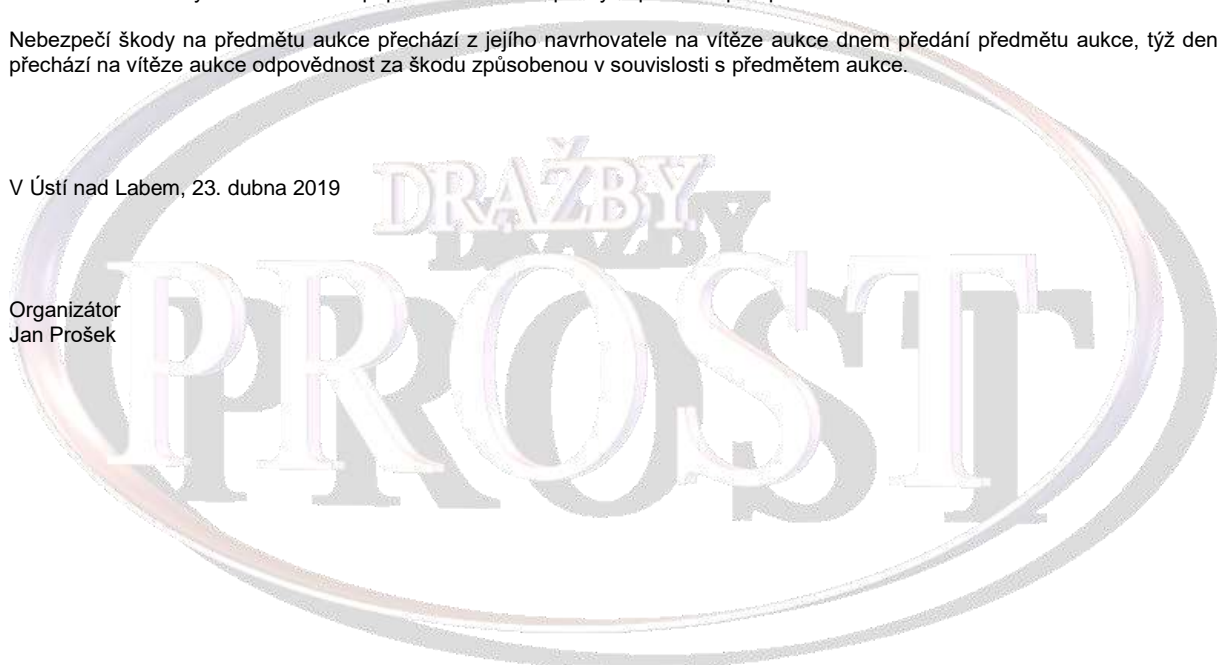 Nebezpečí škody na předmětu aukce přechází z jejího navrhovatele na vítěze aukce dnem předání předmětu aukce, týž den
přechází na vítěze aukce odpovědnost za škodu způsobenou v souvislosti s předmětem aukce.
V Ústí nad Labem, 23. dubna 2019
DRAŽBY
PROST
Organizátor
Jan Prošek